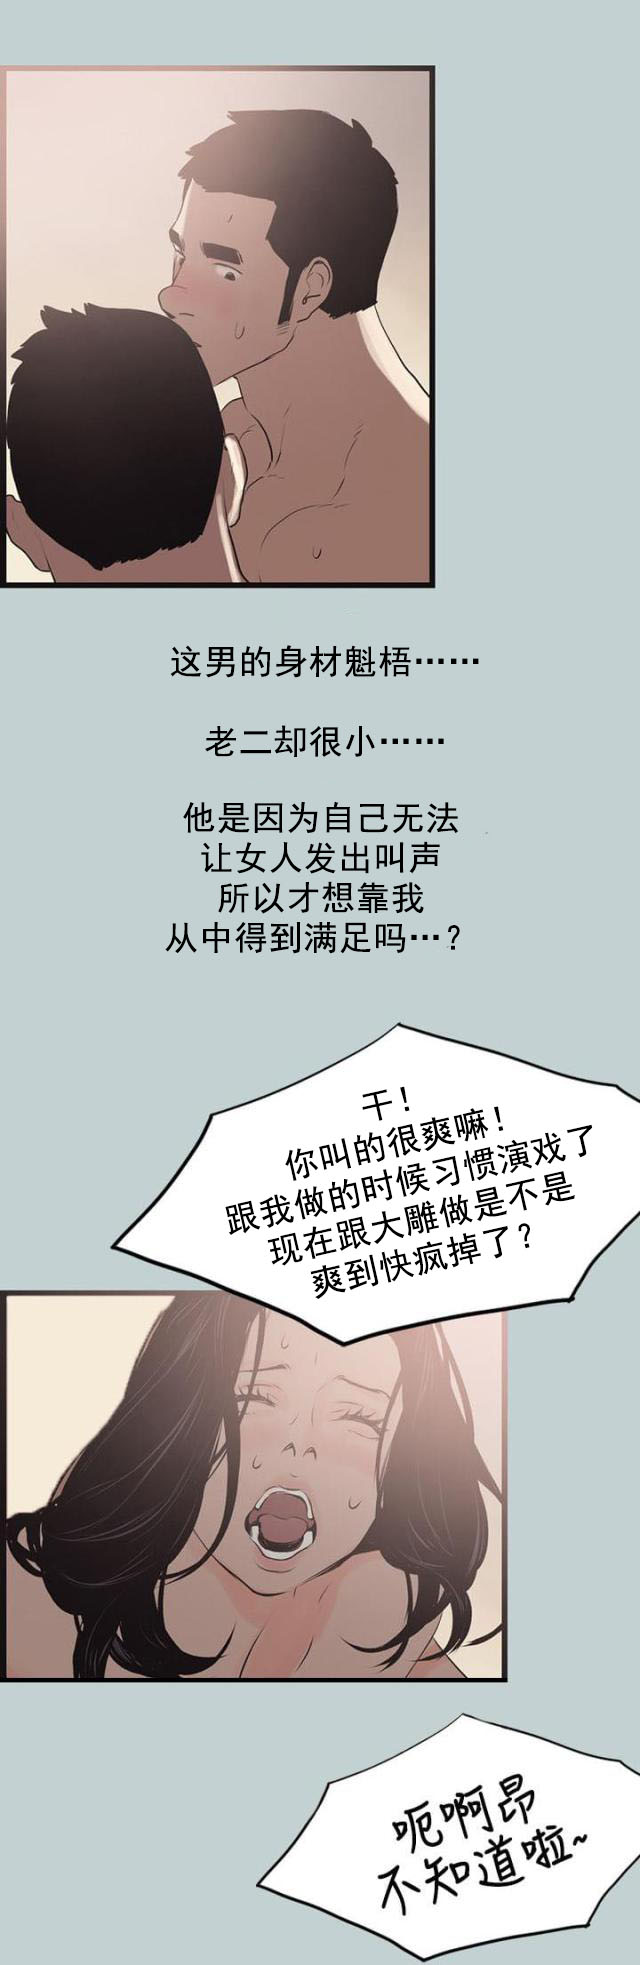 这男的身材魁梧……
老二却很小……
他是因为自己无法
让女人发出叫声
所以才想靠我
从中得到满足吗…？
干！
你叫的很爽嘛！
跟我做的时候习惯演戏了
现在跟大雕做是不是
爽到快疯掉了？
呃啊昂
不知道啦~